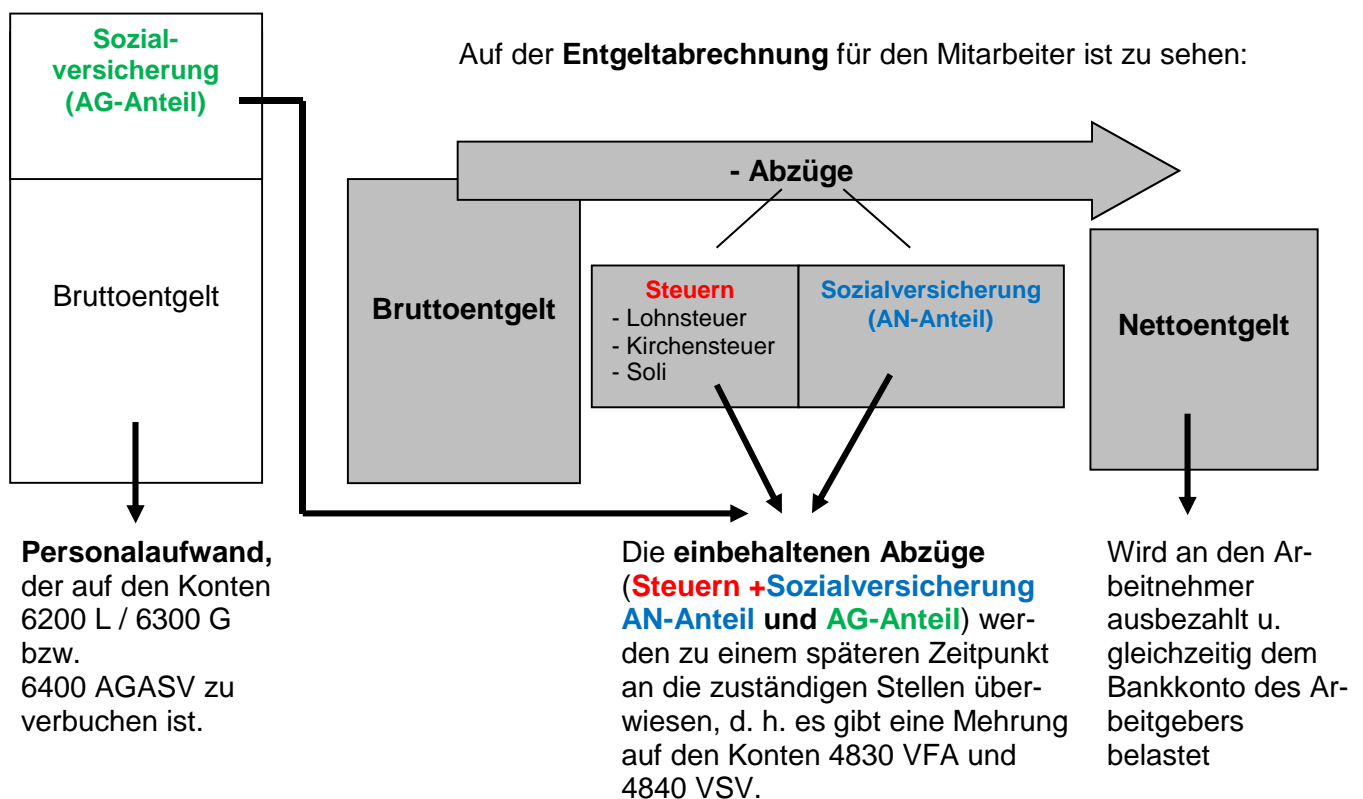 Sozial-
versicherung
(AG-Anteil)
Bruttoentgelt
Auf der Entgeltabrechnung für den Mitarbeiter ist zu sehen:
- Abzüge
Bruttoentgelt
Steuern
- Lohnsteuer
- Kirchensteuer
- Soli
Sozialversicherung
(AN-Anteil)
Nettoentgelt
Personalaufwand,
der auf den Konten
6200 L / 6300 G
bzw.
6400 AGASV zu
verbuchen ist.
Die einbehaltenen Abzüge
(Steuern +Sozialversicherung
AN-Anteil und AG-Anteil) wer-
den zu einem späteren Zeitpunkt
an die zuständigen Stellen über-
wiesen, d. h. es gibt eine Mehrung
auf den Konten 4830 VFA und
4840 VSV.
Wird an den Ar-
beitnehmer
ausbezahlt u.
gleichzeitig dem
Bankkonto des Ar-
beitgebers
belastet